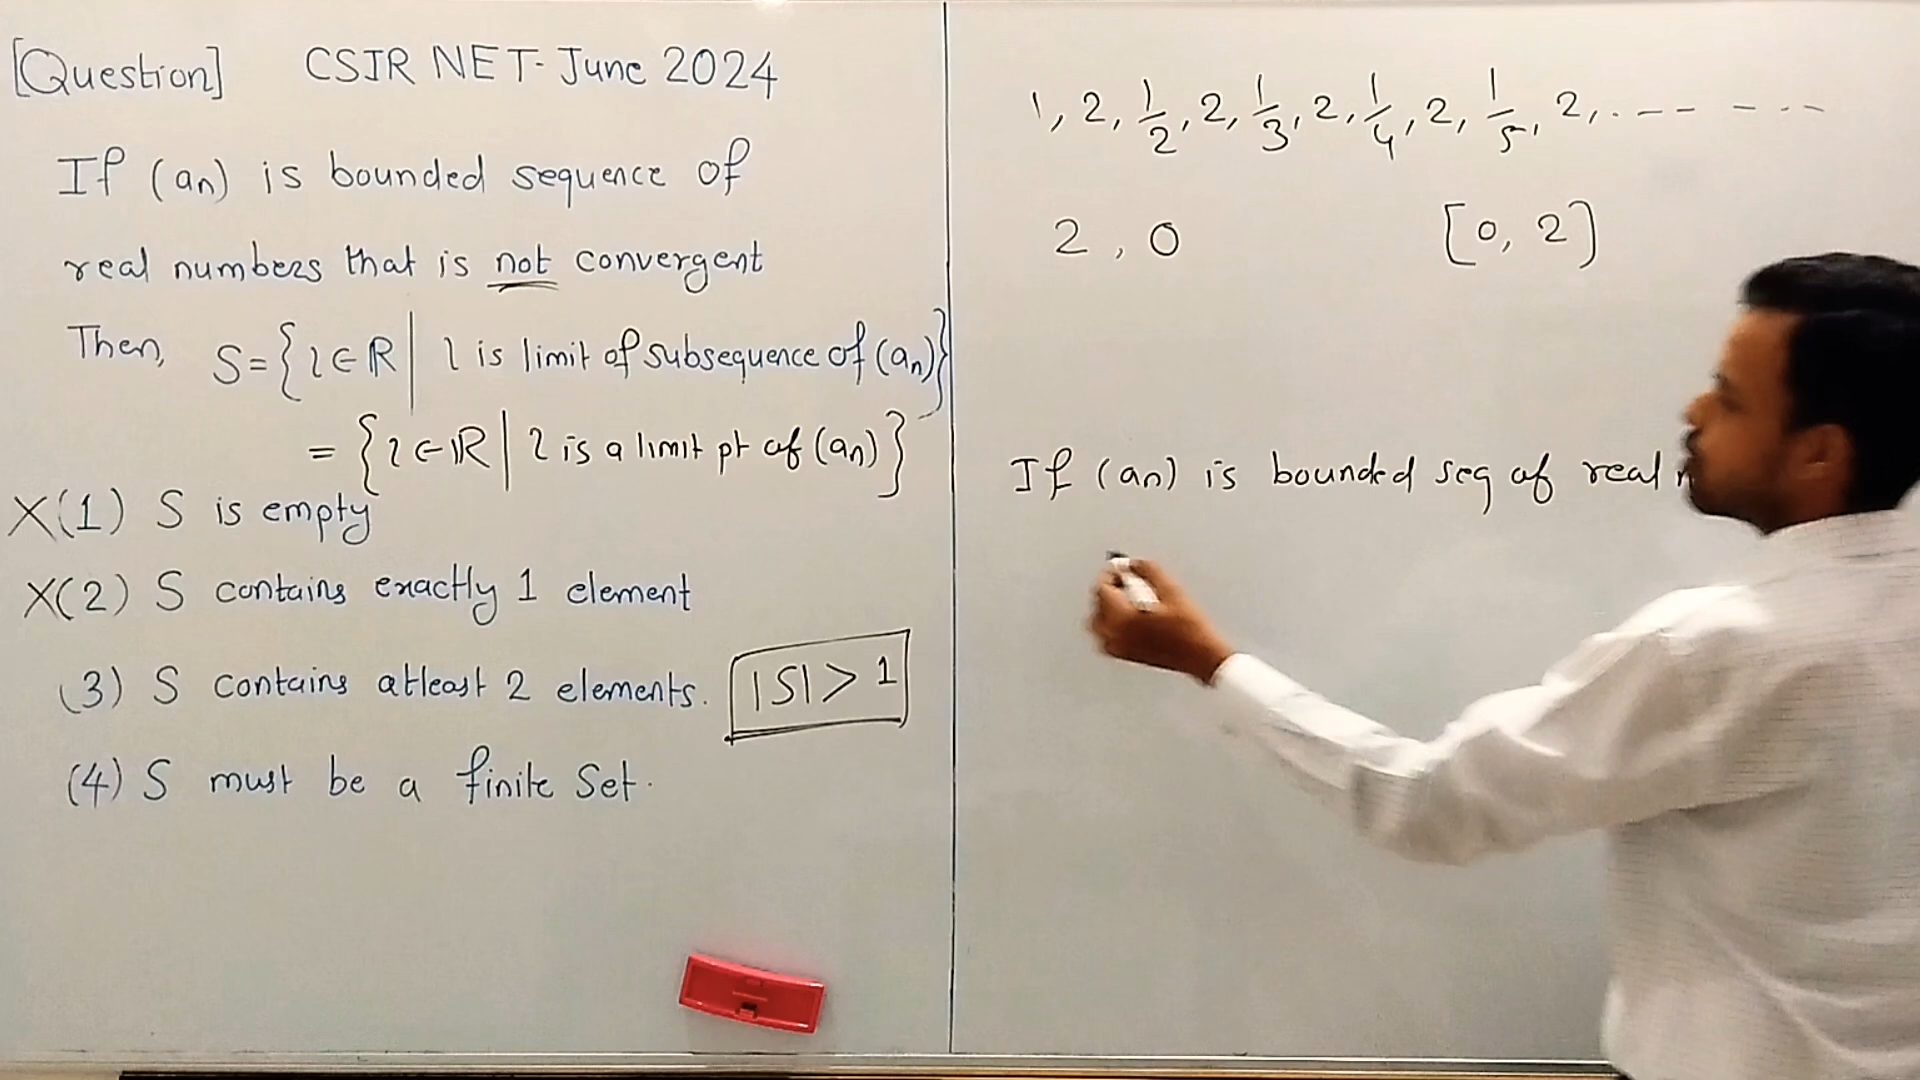 [Question] CSIR NET- June 2024
If (an) is bounded sequence of
real numbers that is not convergent
Then, S={l∈ℝ | l is limit of subsequence of (an)}
= {l∈ℝ | l is a limit pt of (an)}
X(1) S is empty
X(2) S contains exactly 1 element
(3) S contains atleast 2 elements. |S| > 1
(4) S must be a finite Set.
1, 2, 1/2, 2, 1/3, 2, 1/4, 2, 1/5, 2, . -- - - - -
2, 0 [0, 2]
If (an) is bounded seq of real